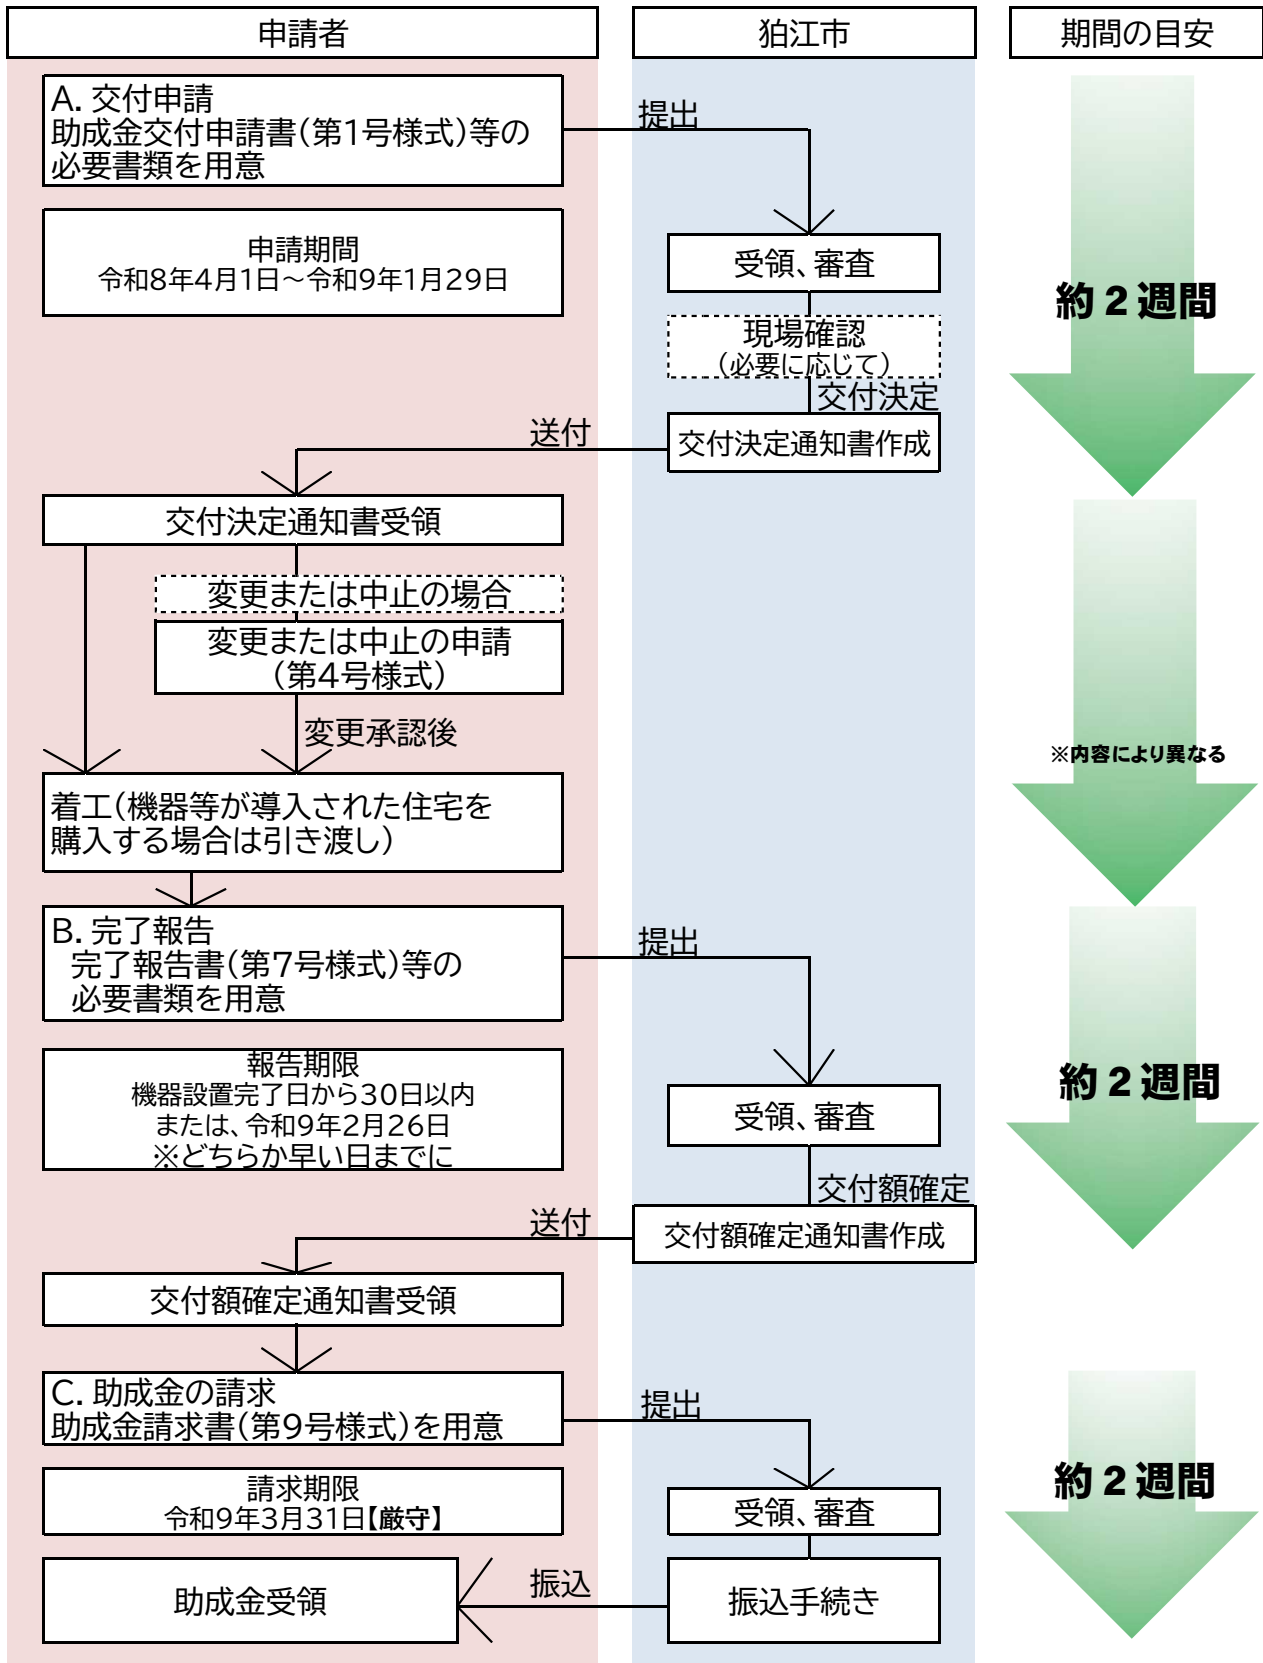 申請者
狛江市
期間の目安
A. 交付申請
助成金交付申請書(第1号様式)等の
必要書類を用意
提出
申請期間
令和8年4月1日～令和9年1月29日
受領、審査
約２週間
現場確認
(必要に応じて)
交付決定
交付決定通知書作成
送付
交付決定通知書受領
変更または中止の場合
変更または中止の申請
(第4号様式)
変更承認後
※内容により異なる
着工(機器等が導入された住宅を
購入する場合は引き渡し)
B. 完了報告
完了報告書(第7号様式)等の
必要書類を用意
提出
報告期限
機器設置完了日から30日以内
または、令和9年2月26日
※どちらか早い日までに
受領、審査
約２週間
交付額確定
交付額確定通知書作成
送付
交付額確定通知書受領
C. 助成金の請求
助成金請求書(第9号様式)を用意
提出
請求期限
令和9年3月31日【厳守】
受領、審査
約２週間
振込手続き
振込
助成金受領